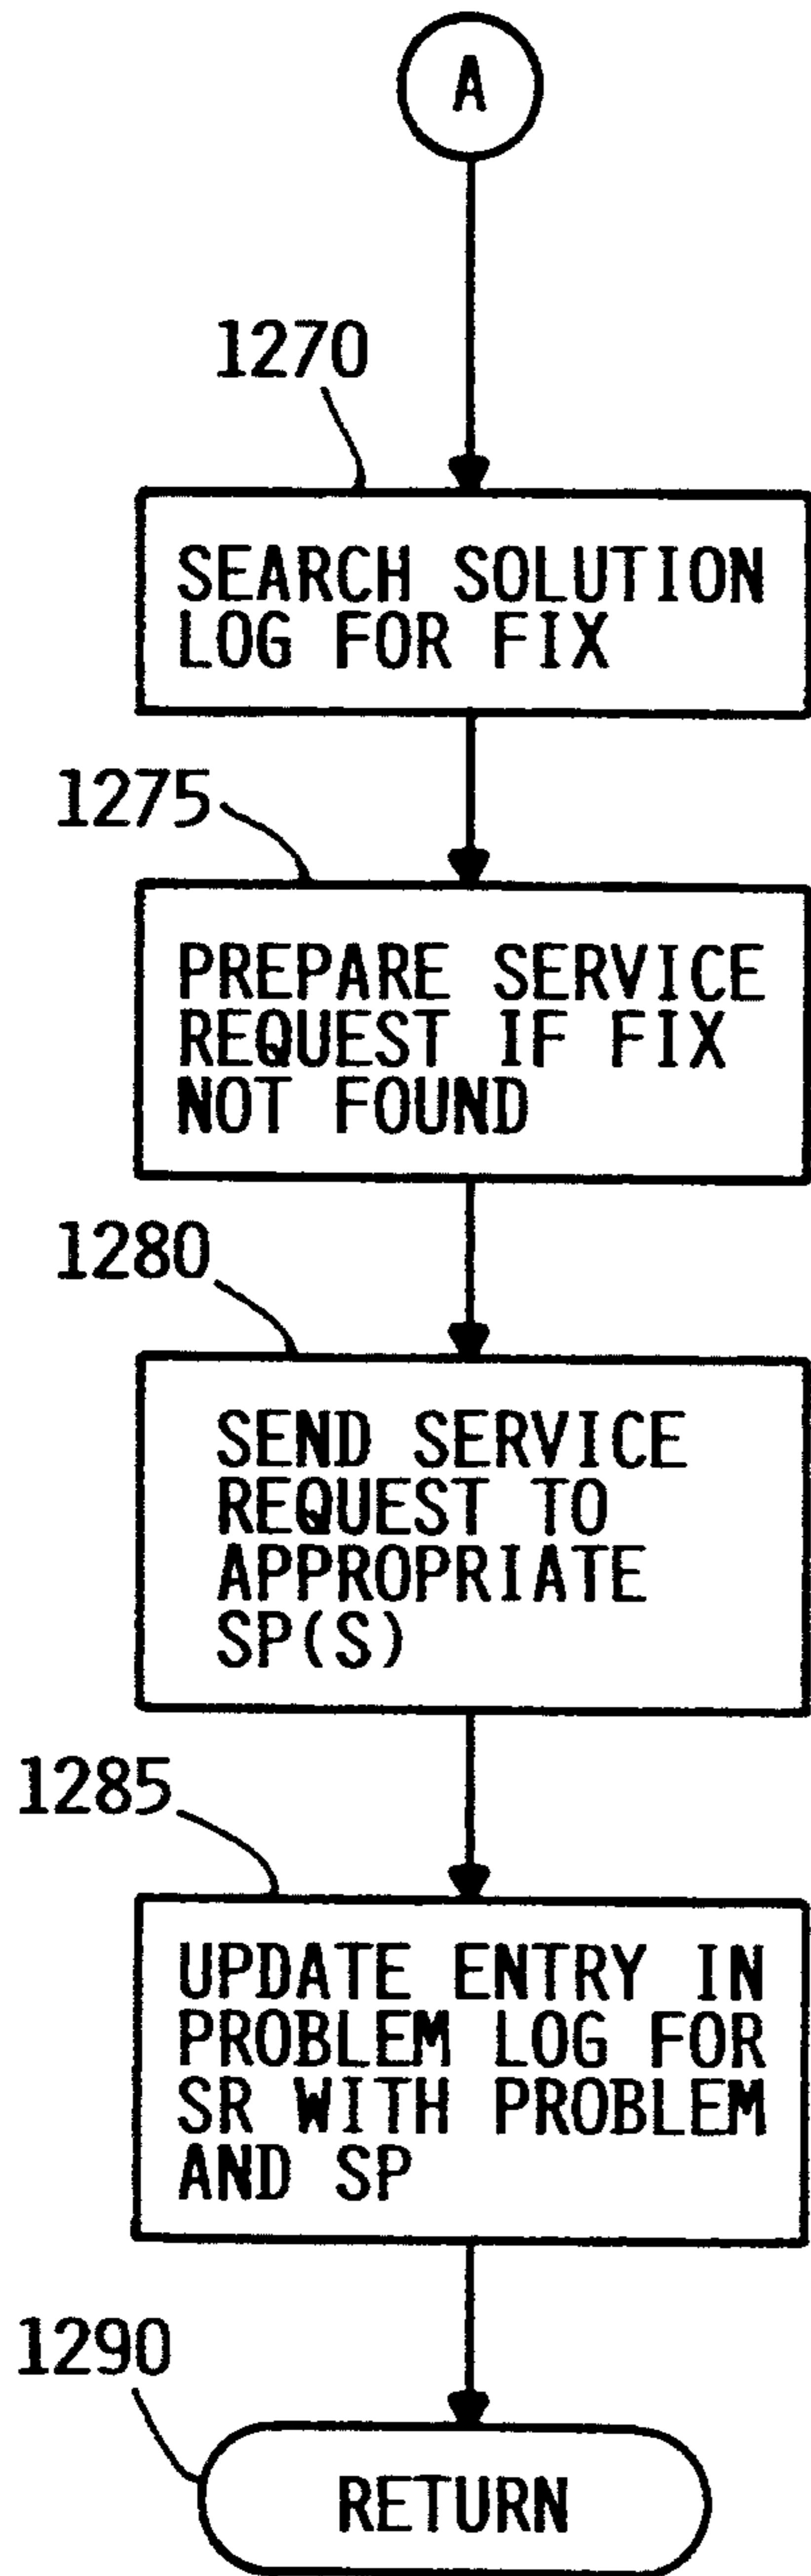 A
1270
SEARCH SOLUTION
LOG FOR FIX
1275
PREPARE SERVICE
REQUEST IF FIX
NOT FOUND
1280
SEND SERVICE
REQUEST TO
APPROPRIATE
SP(S)
1285
UPDATE ENTRY IN
PROBLEM LOG FOR
SR WITH PROBLEM
AND SP
1290
RETURN